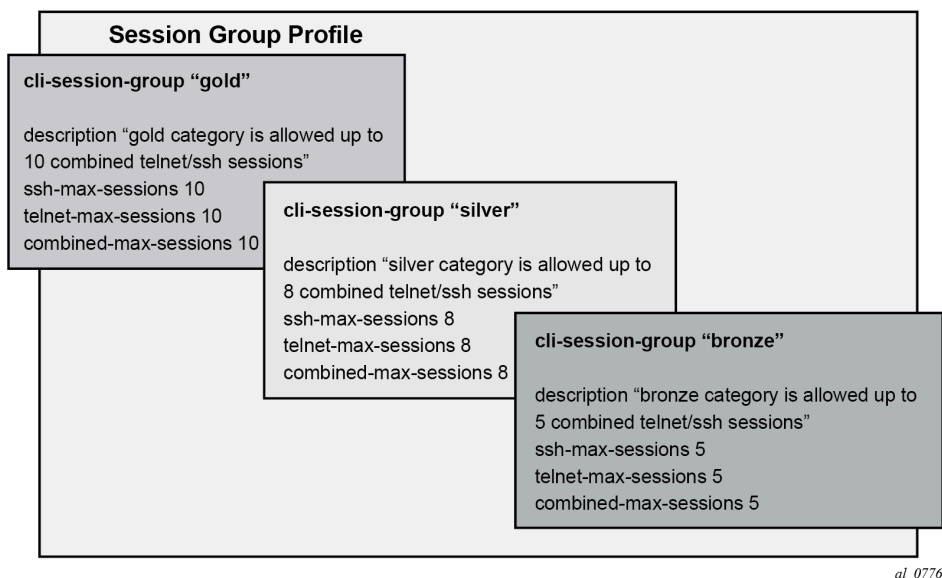 Session Group Profile
cli-session-group “gold”
description “gold category is allowed up to
10 combined telnet/ssh sessions”
ssh-max-sessions 10
telnet-max-sessions 10
combined-max-sessions 10
cli-session-group “silver”
description “silver category is allowed up to
8 combined telnet/ssh sessions”
ssh-max-sessions 8
telnet-max-sessions 8
combined-max-sessions 8
cli-session-group “bronze”
description “bronze category is allowed up to
5 combined telnet/ssh sessions”
ssh-max-sessions 5
telnet-max-sessions 5
combined-max-sessions 5
al_0776